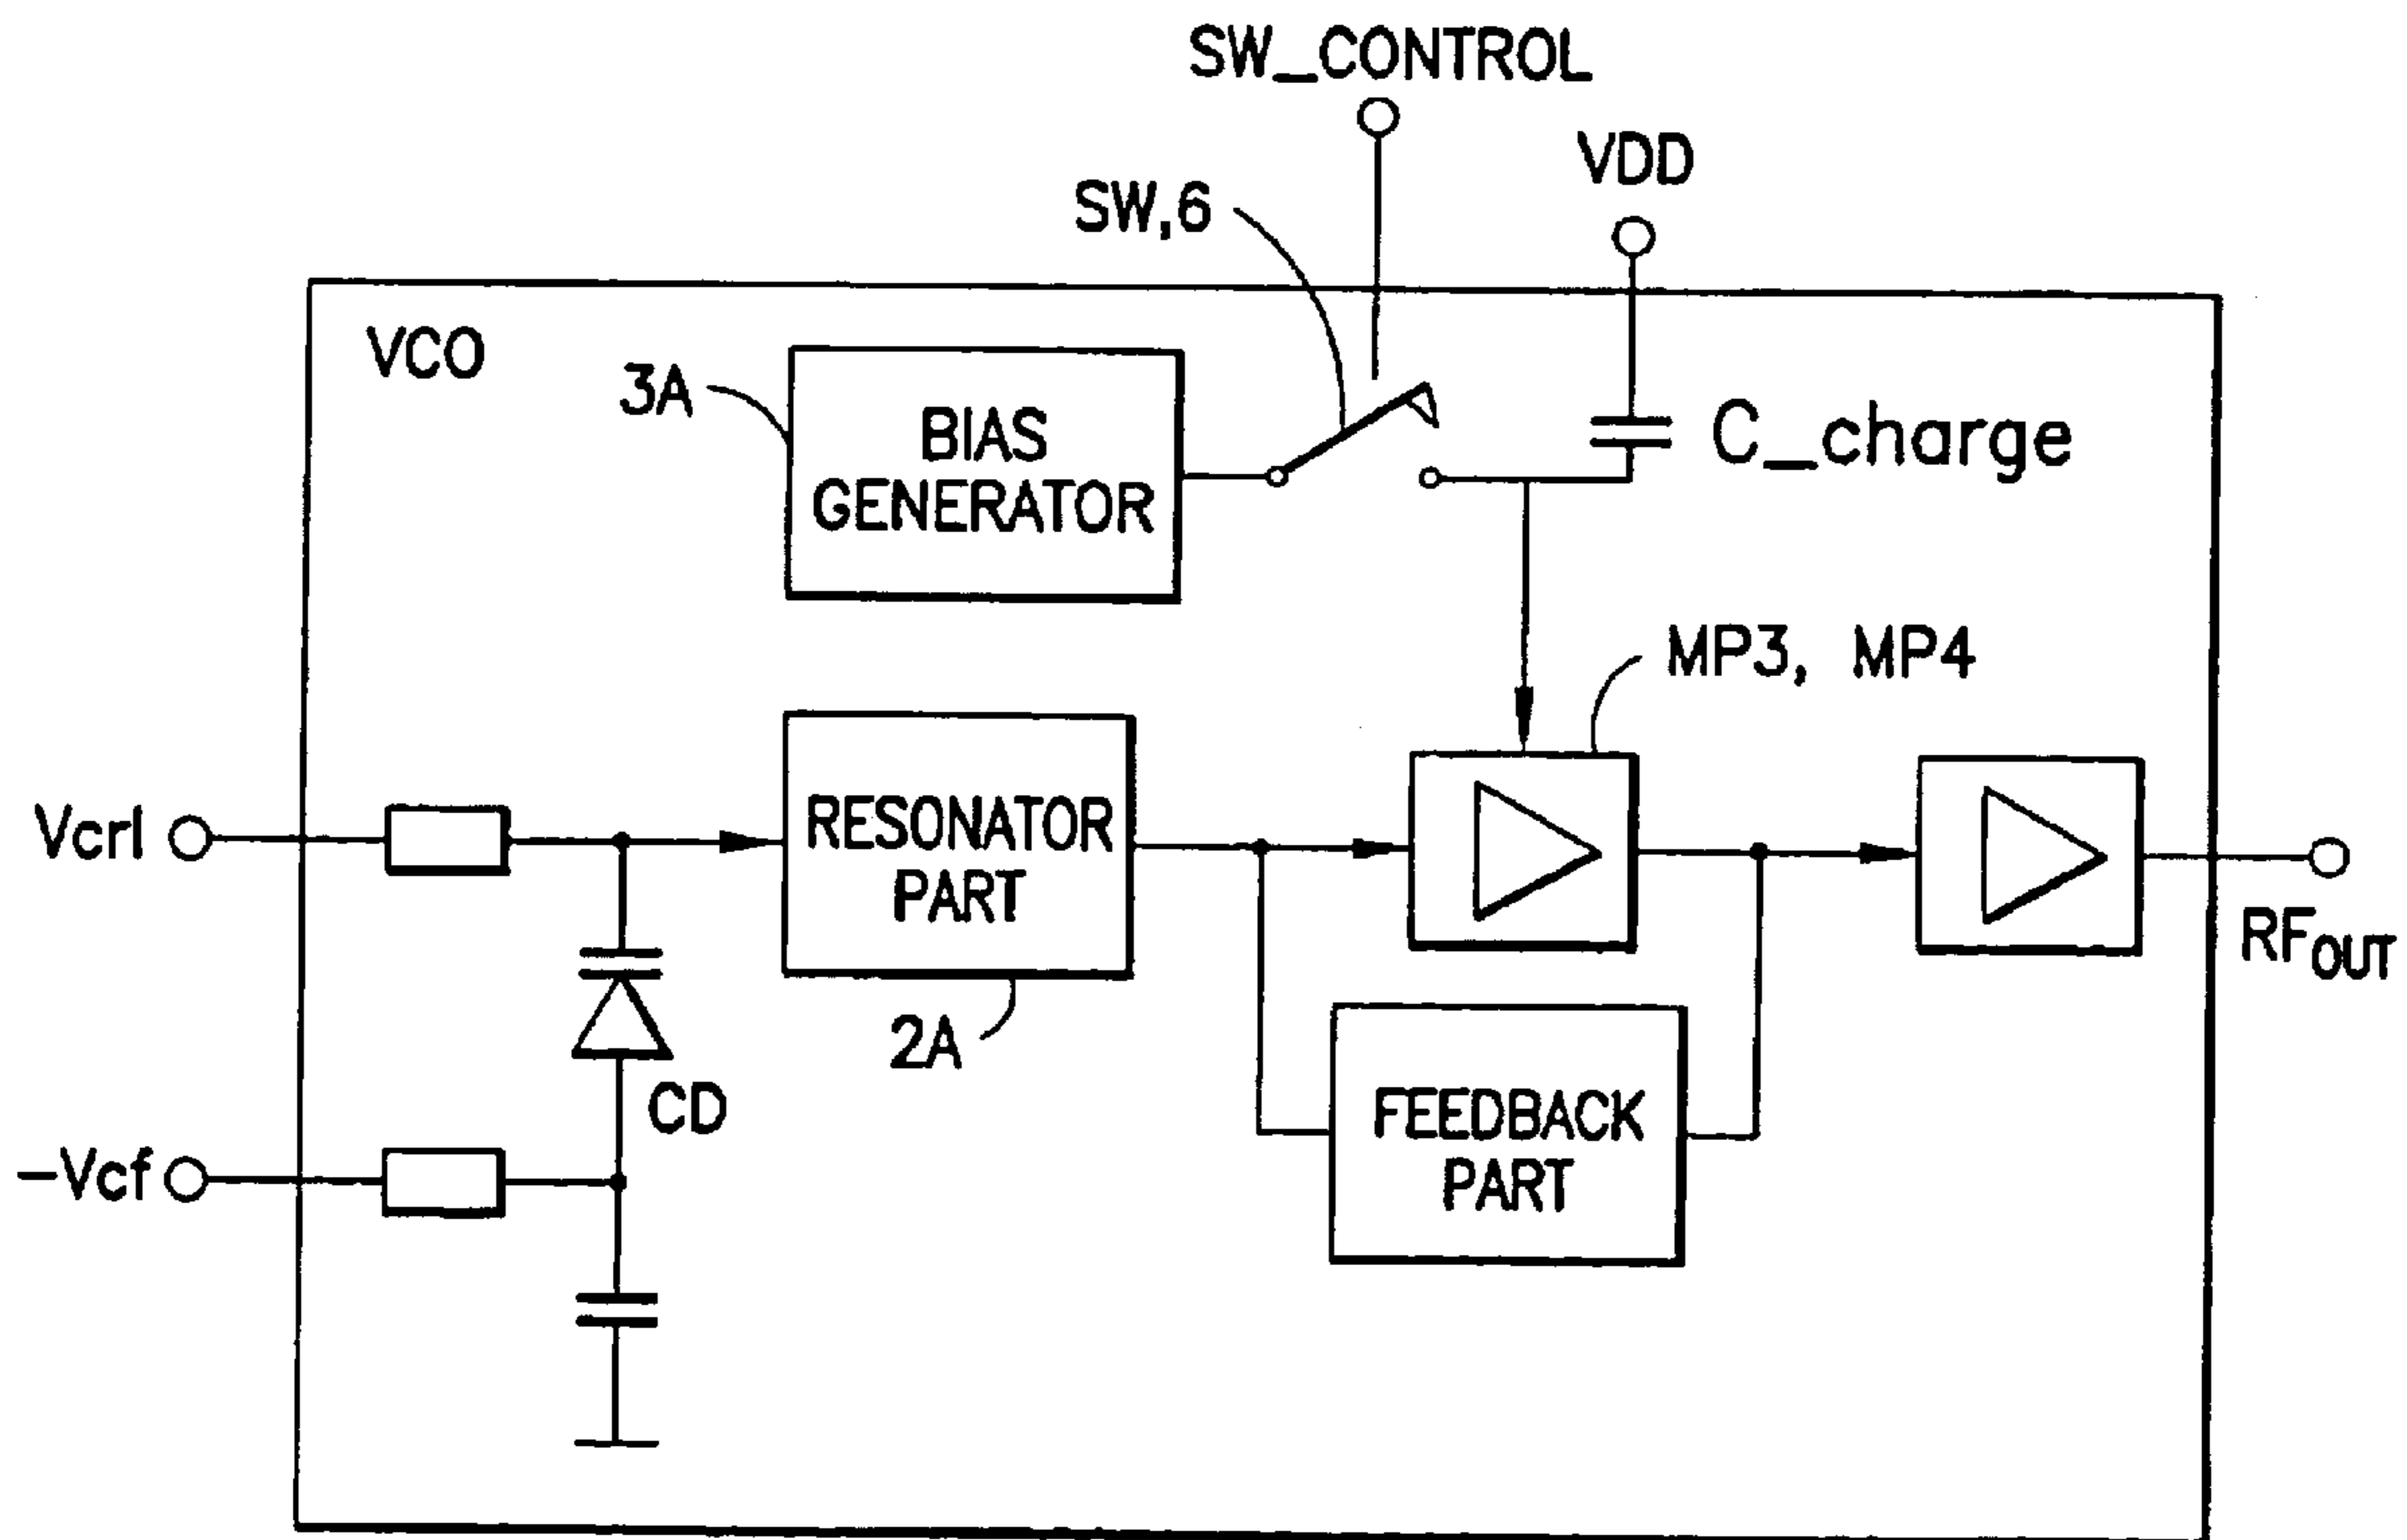 SW_CONTROL
VDD
SW,6
VCO
3A
BIAS
GENERATOR
C_charge
MP3, MP4
Vcrl
RESONATOR
PART
RFOUT
2A
CD
FEEDBACK
PART
-Vcf